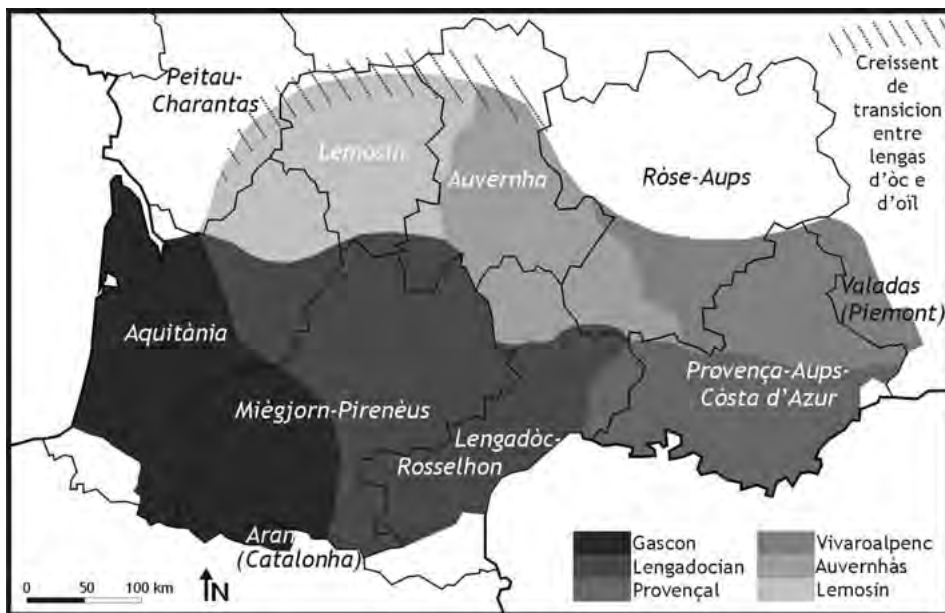 Peitau-
Charantas
Creissent
de
transicion
entre
lengas
d'òc e
d'oïl
Lemosin
Auvernha
Ròse-Aups
Valadas
(Piemont)
Aquitània
Provença-Aups-
Còsta d'Azur
Miègjorn-Pirenèus
Lengadòc-
Rosselhon
Aran
(Catalonha)
Gascon
Lengadocian
Provençal
Vivaroalpenc
Auvernhàs
Lemosín
0 50 100 km
N